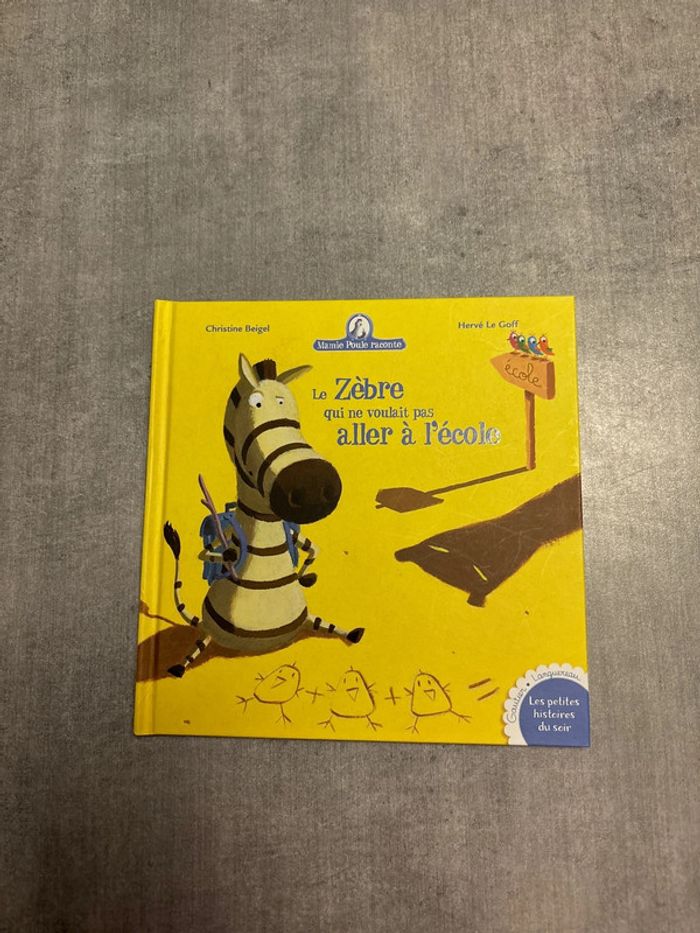 Christine Beigel
Hervé Le Goff
Mamie Poule raconte
école
Le Zèbre
qui ne voulait pas
aller à l'école
+ + =
Gautier • Languereau
Les petites
histoires
du soir